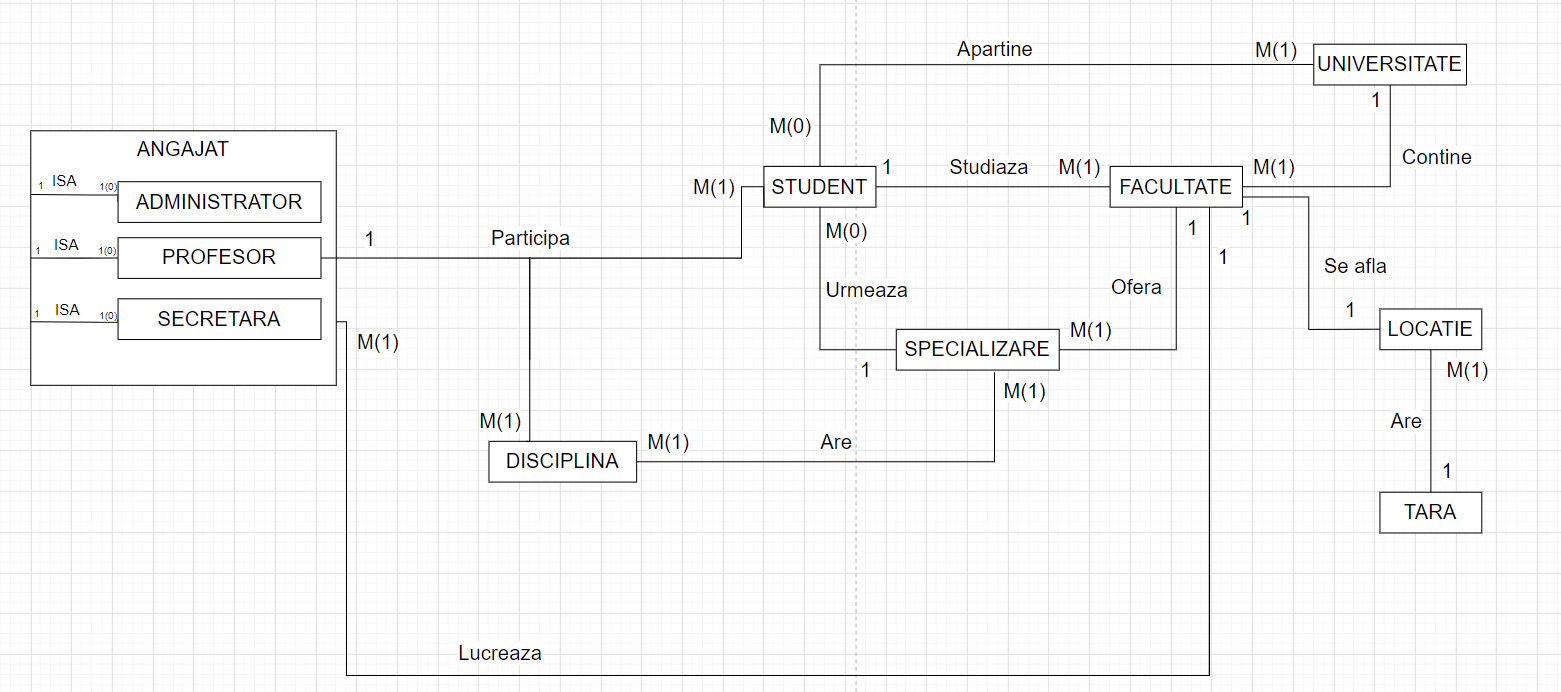 Apartine
M(1)
UNIVERSITATE
1
M(0)
ANGAJAT
1
Studiaza
M(1)
M(1)
Contine
1
ISA
1(0)
M(1)
STUDENT
FACULTATE
ADMINISTRATOR
1
M(0)
1
1
ISA
1(0)
1
Participa
PROFESOR
1
Se afla
Urmeaza
Ofera
1
ISA
1(0)
1
SECRETARA
M(1)
LOCATIE
M(1)
SPECIALIZARE
1
M(1)
M(1)
M(1)
Are
M(1)
Are
DISCIPLINA
1
TARA
Lucreaza